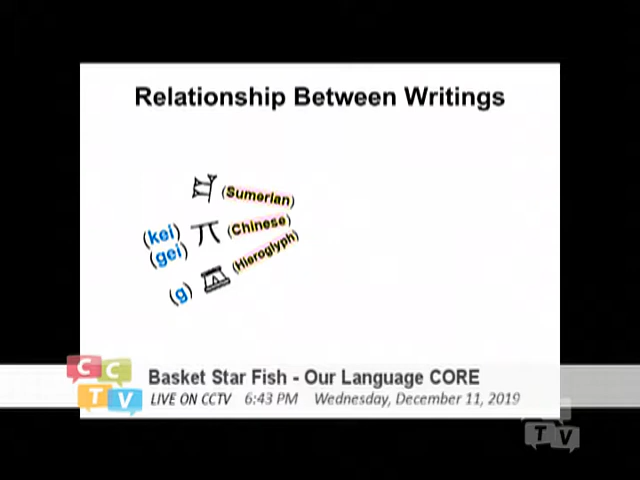 Relationship Between Writings
(Sumerian)
(kei) (Chinese)
(gei)
(g) (Hieroglyph)
CC
TV
Basket Star Fish - Our Language CORE
LIVE ON CCTV 6:43 PM Wednesday, December 11, 2019
TV